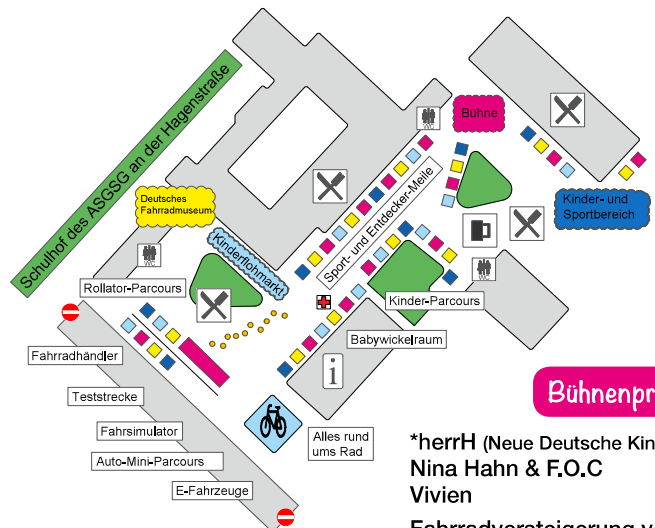 Schulhof des ASGSG an der Hagenstraße
WC
Bühne
Deutsches
Fahrradmuseum
Kinderflohmarkt
Sport- und Entdecker-Meile
Kinder- und
Sportbereich
WC
WC
Rollator-Parcours
Kinder-Parcours
Fahrradhändler
Babywickelraum
i
Teststrecke
Fahrsimulator
Alles rund
ums Rad
Auto-Mini-Parcours
E-Fahrzeuge
Bühnenpr
*herrH (Neue Deutsche Kin
Nina Hahn & F.O.C
Vivien
Fahrradversteigerung v